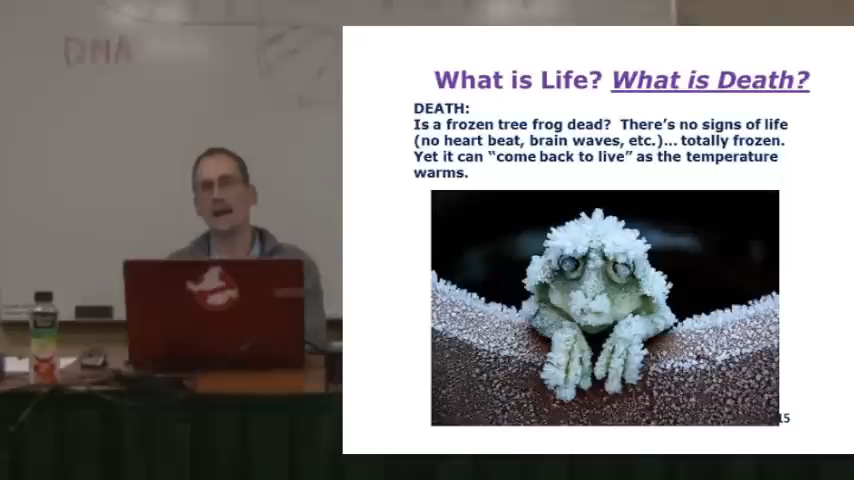 DNA
What is Life? What is Death?
DEATH:
Is a frozen tree frog dead? There's no signs of life
(no heart beat, brain waves, etc.)... totally frozen.
Yet it can "come back to live" as the temperature
warms.
15